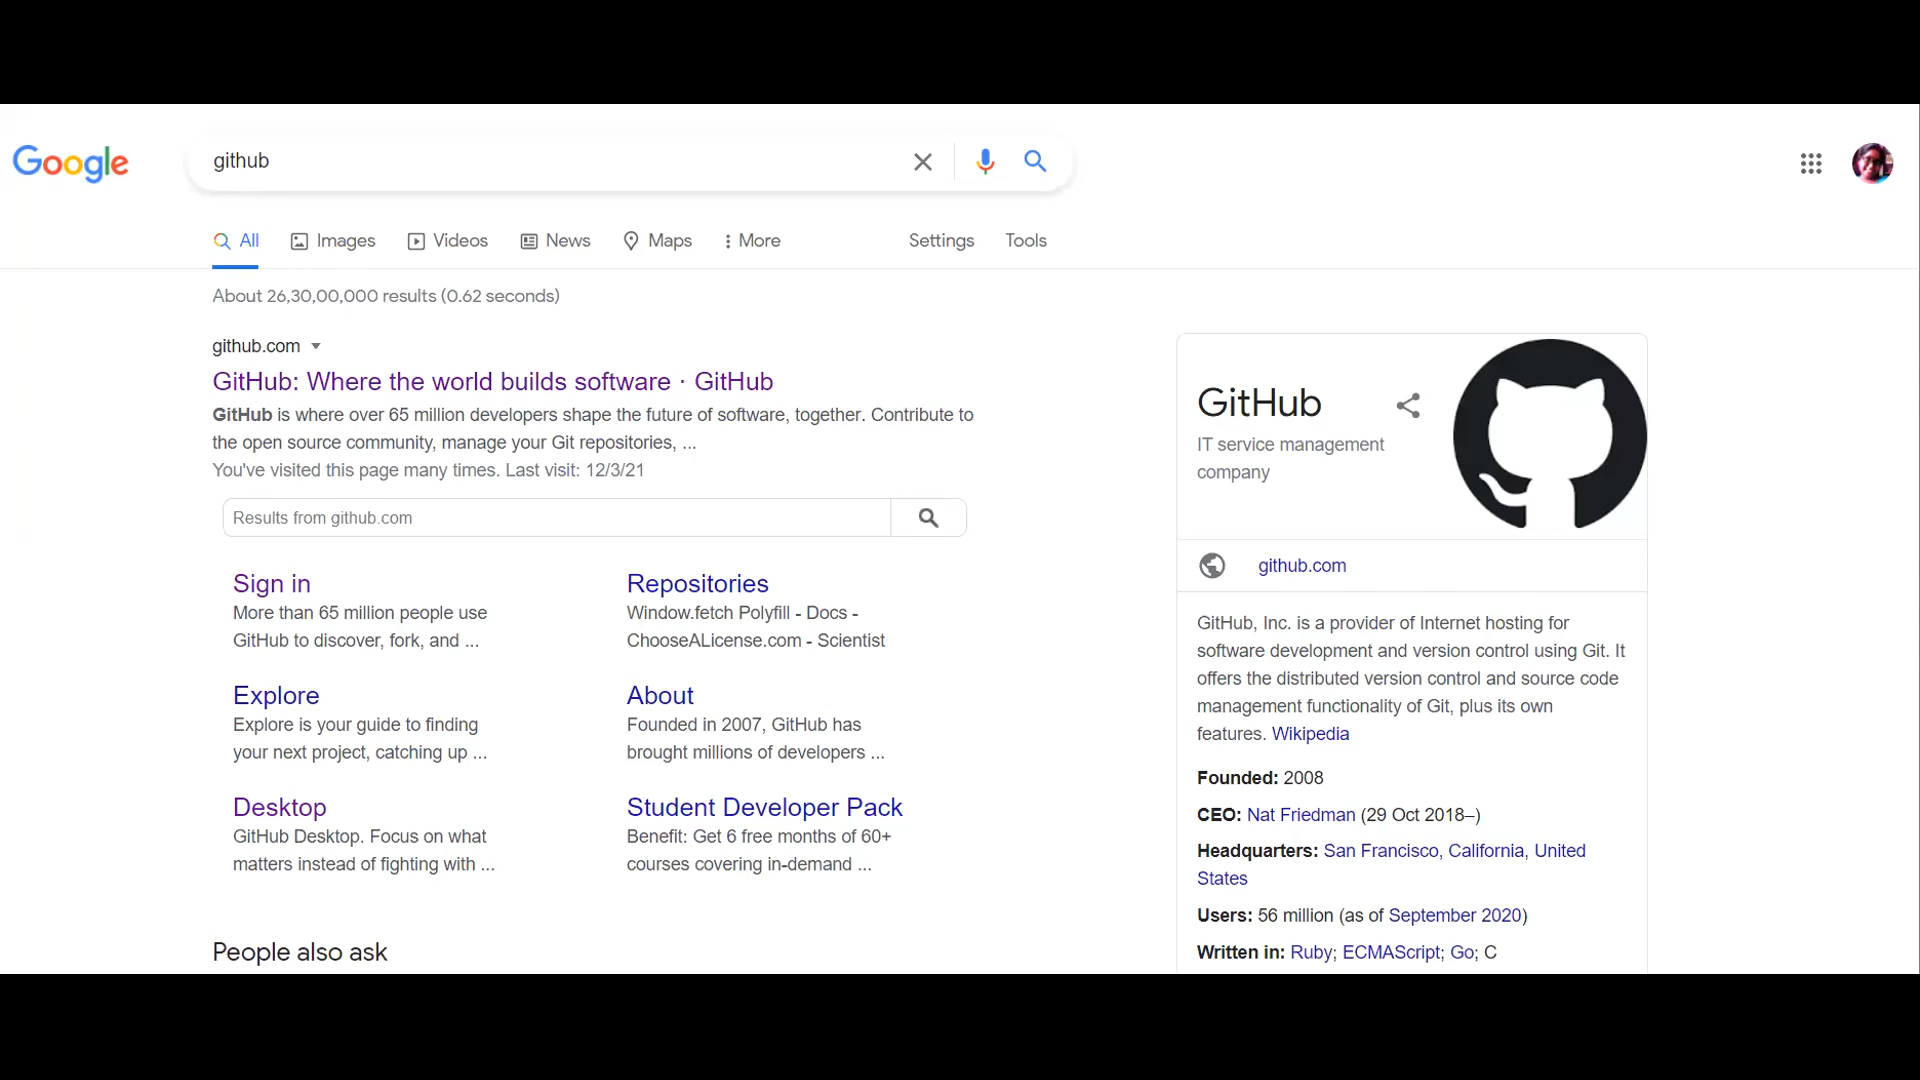 Google
github
All
Images
Videos
News
Maps
More
Settings
Tools
About 26,30,00,000 results (0.62 seconds)
github.com
GitHub: Where the world builds software · GitHub
GitHub is where over 65 million developers shape the future of software, together. Contribute to
the open source community, manage your Git repositories, ...
You've visited this page many times. Last visit: 12/3/21
Results from github.com
Sign in
More than 65 million people use
GitHub to discover, fork, and ...
Repositories
Window.fetch Polyfill - Docs -
ChooseALicense.com - Scientist
Explore
Explore is your guide to finding
your next project, catching up ...
About
Founded in 2007, GitHub has
brought millions of developers ...
Desktop
GitHub Desktop. Focus on what
matters instead of fighting with ...
Student Developer Pack
Benefit: Get 6 free months of 60+
courses covering in-demand ...
People also ask
GitHub
IT service management
company
github.com
GitHub, Inc. is a provider of Internet hosting for
software development and version control using Git. It
offers the distributed version control and source code
management functionality of Git, plus its own
features. Wikipedia
Founded: 2008
CEO: Nat Friedman (29 Oct 2018–)
Headquarters: San Francisco, California, United
States
Users: 56 million (as of September 2020)
Written in: Ruby; ECMAScript; Go; C